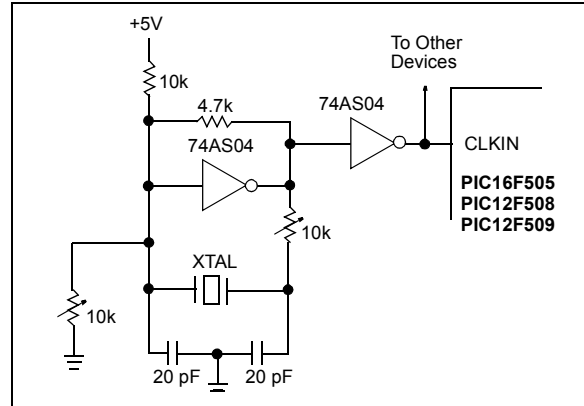 +5V
To Other
Devices
10k
4.7k
74AS04
74AS04
CLKIN
PIC16F505
PIC12F508
PIC12F509
10k
XTAL
10k
20 pF
20 pF